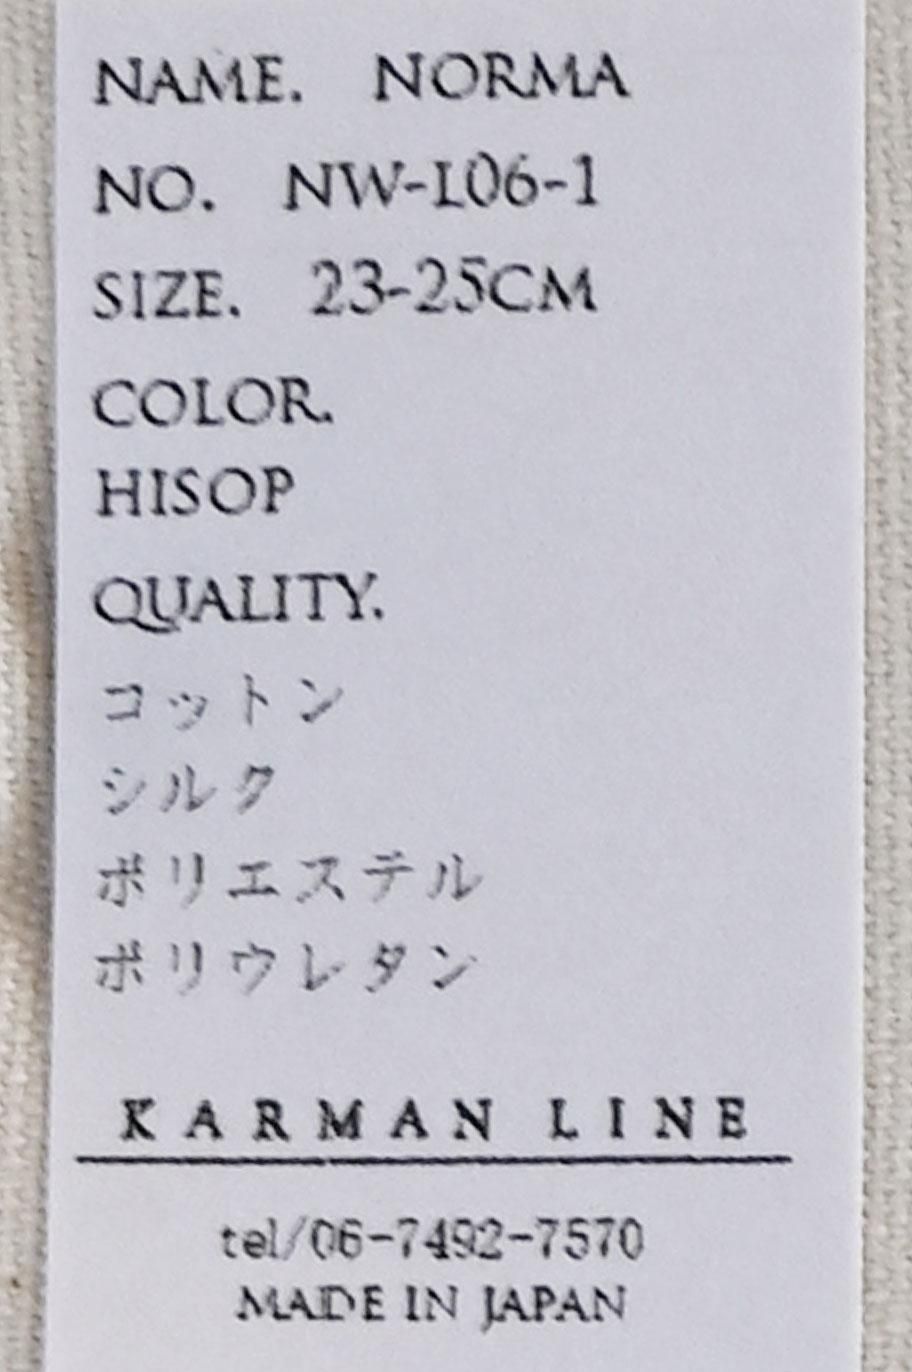 NAME. NORMA
NO. NW-L06-1
SIZE. 23-25CM
COLOR.
HISOP
QUALITY.
コットン
シルク
ポリエステル
ポリウレタン
KARMAN LINE
tel/06-7492-7570
MADE IN JAPAN